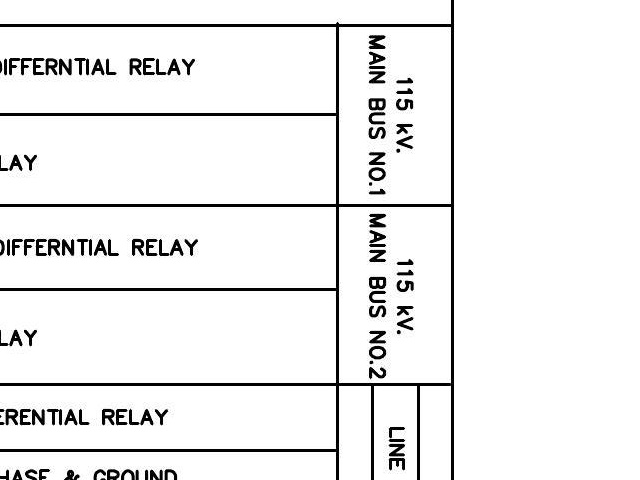 DIFFERNTIAL RELAY
115 kV.
MAIN BUS NO.1
LAY
DIFFERNTIAL RELAY
115 kV.
MAIN BUS NO.2
LAY
ERENTIAL RELAY
LINE
HASE & GROUND